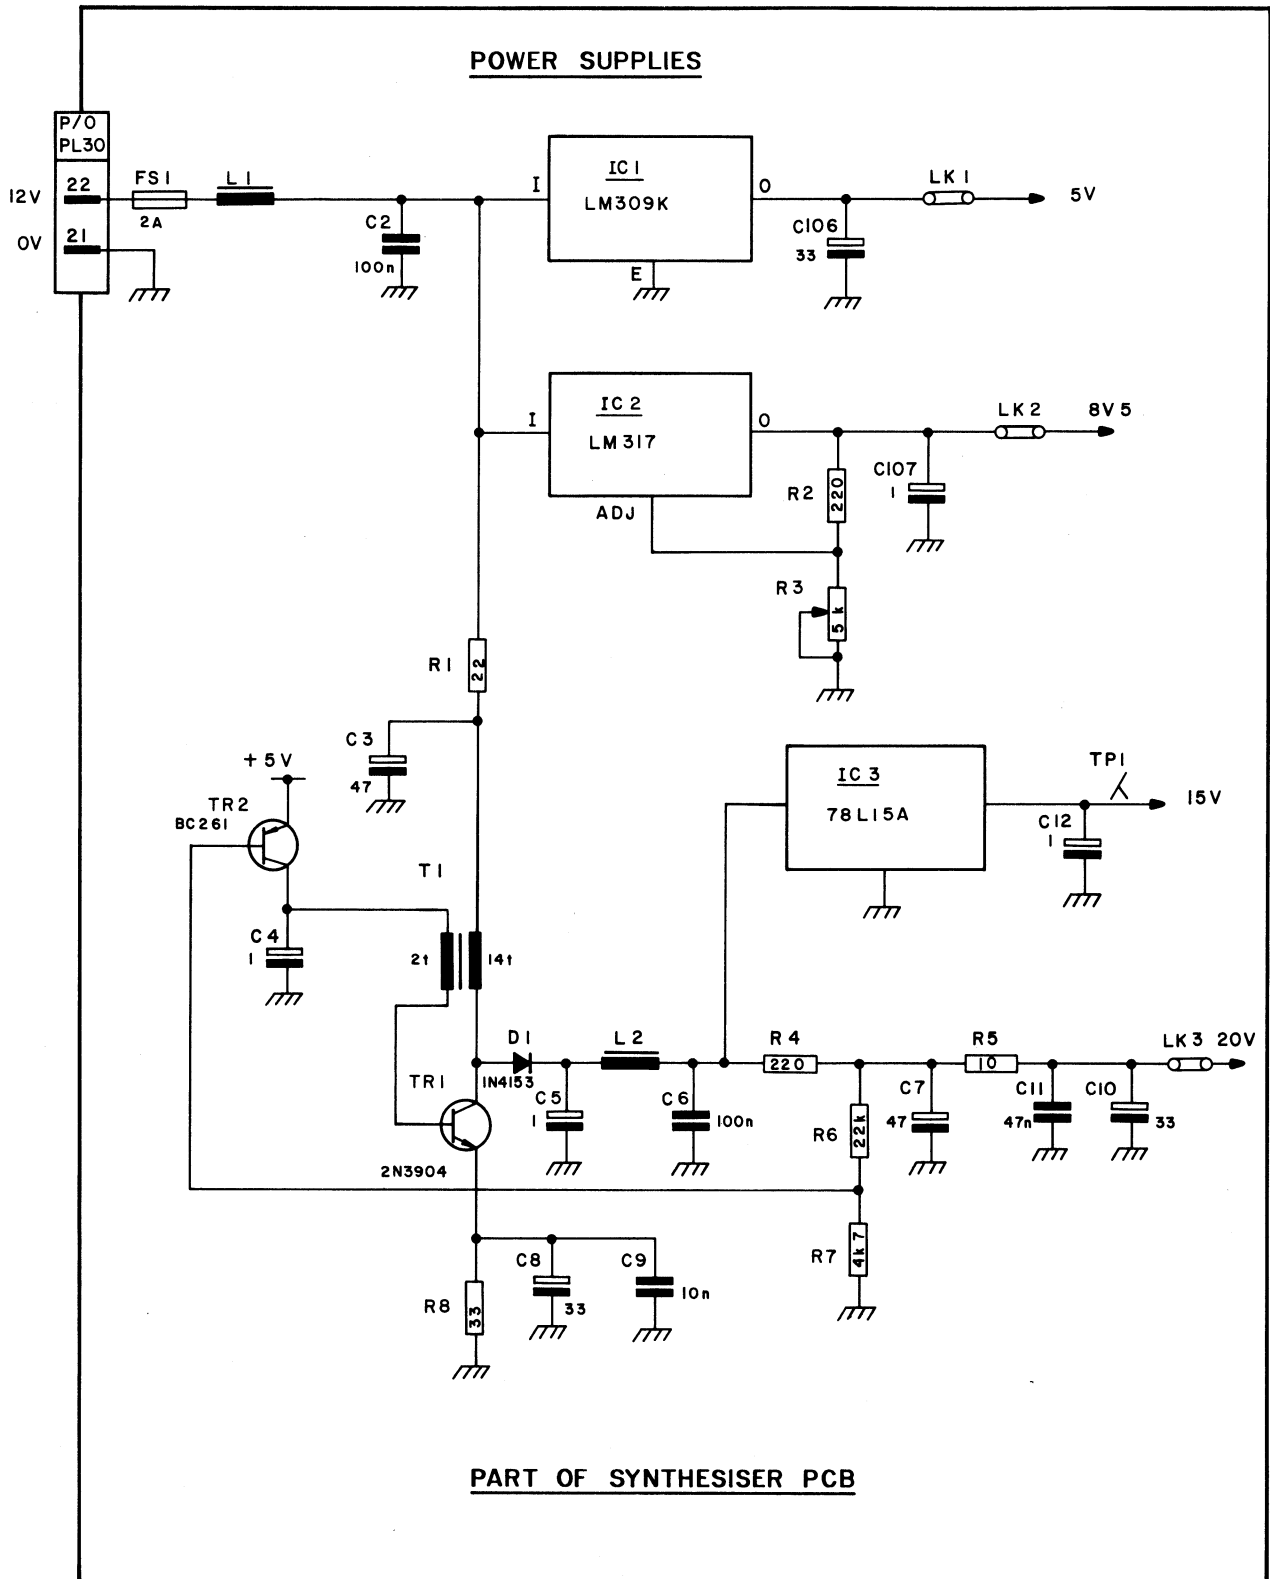 POWER SUPPLIES
P/O
PL30
12V
22
FS1
2A
L1
C2
100n
I
IC1
LM309K
O
E
C106
33
LK1
5V
0V
21
I
IC2
LM317
O
ADJ
R2
220
C107
1
LK2
8V5
R3
5k
R1
22
C3
47
+5V
TR2
BC261
IC3
78L15A
TP1
15V
C12
1
T1
C4
1
2t
14t
D1
1N4153
L2
R4
220
R5
10
LK3 20V
TR1
2N3904
C5
1
C6
100n
R6
22k
C7
47
C11
47n
C10
33
R7
4k7
R8
33
C8
33
C9
10n
PART OF SYNTHESISER PCB